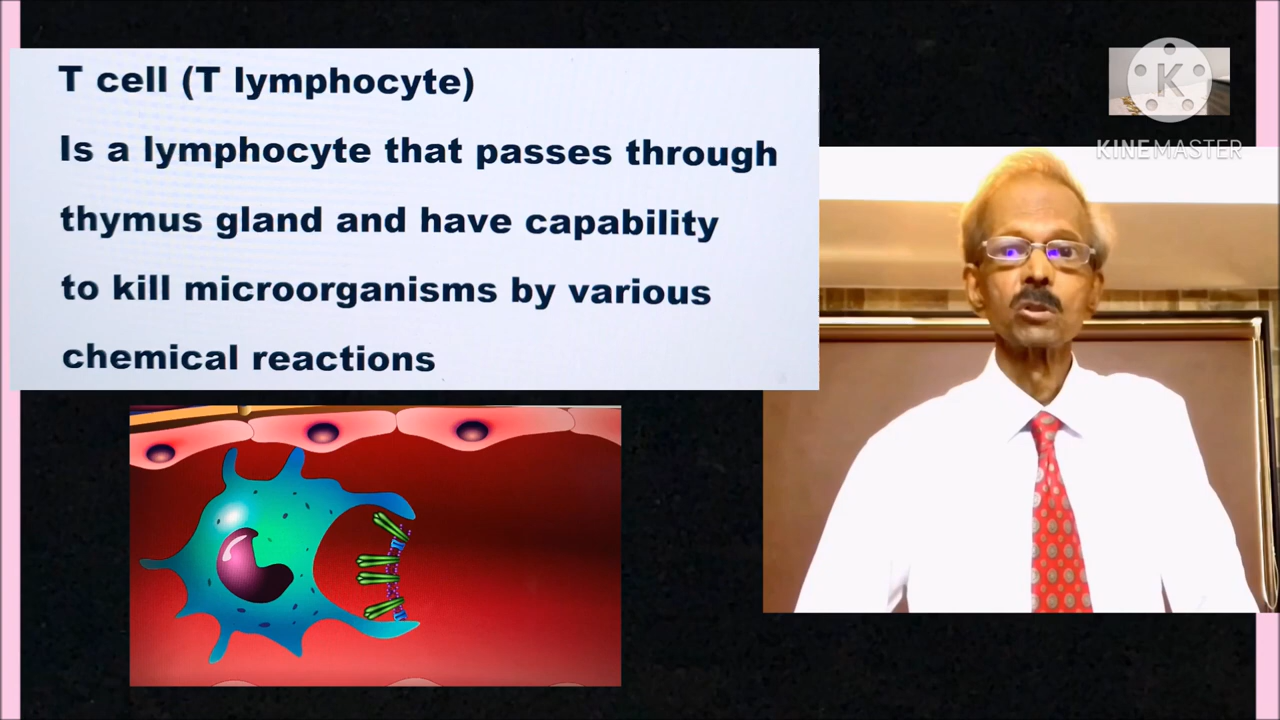 T cell (T lymphocyte)
Is a lymphocyte that passes through
thymus gland and have capability
to kill microorganisms by various
chemical reactions
K
KINEMASTER